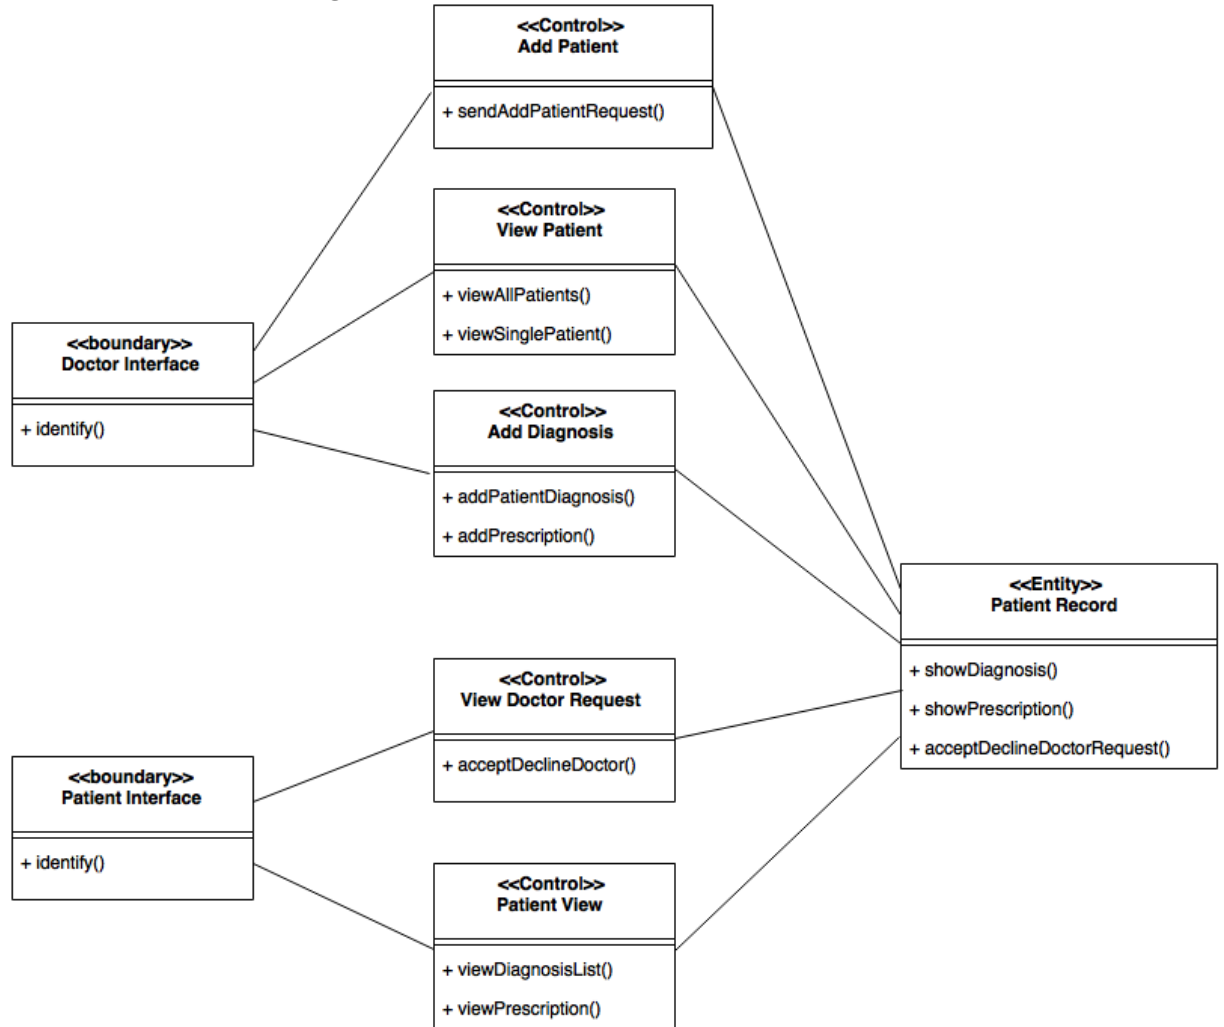 <<Control>>
Add Patient
+ sendAddPatientRequest()
<<Control>>
View Patient
+ viewAllPatients()
+ viewSinglePatient()
<<boundary>>
Doctor Interface
+ identify()
<<Control>>
Add Diagnosis
+ addPatientDiagnosis()
+ addPrescription()
<<Entity>>
Patient Record
+ showDiagnosis()
+ showPrescription()
+ acceptDeclineDoctorRequest()
<<Control>>
View Doctor Request
+ acceptDeclineDoctor()
<<boundary>>
Patient Interface
+ identify()
<<Control>>
Patient View
+ viewDiagnosisList()
+ viewPrescription()